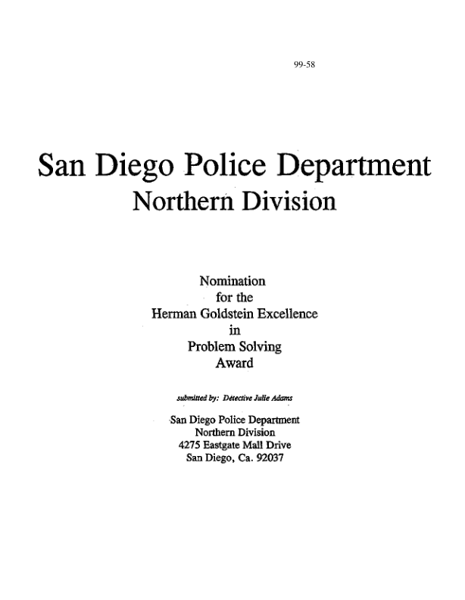 99-58
San Diego Police Department
Northern Division
Nomination
for the
Herman Goldstein Excellence
in
Problem Solving
Award
submitted by: Detective Julie Adams
San Diego Police Department
Northern Division
4275 Eastgate Mall Drive
San Diego, Ca. 92037